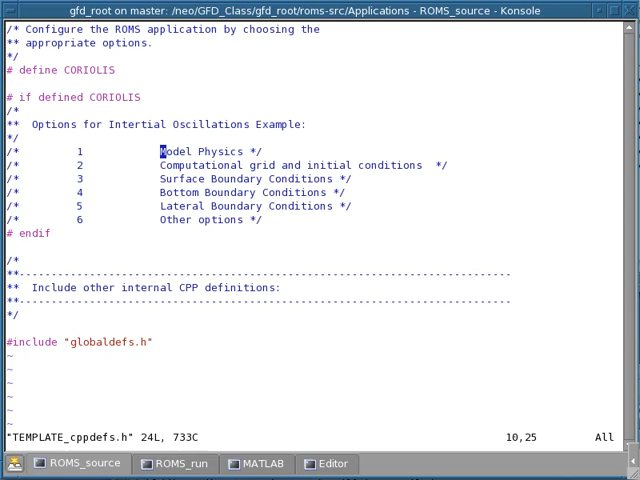 gfd_root on master: /neo/GFD_Class/gfd_root/roms-src/Applications - ROMS_source - Konsole
/* Configure the ROMS application by choosing the
** appropriate options.
*/
# define CORIOLIS
# if defined CORIOLIS
/*
**  Options for Intertial Oscillations Example:
*/
/*         1            Model Physics */
/*         2            Computational grid and initial conditions  */
/*         3            Surface Boundary Conditions */
/*         4            Bottom Boundary Conditions */
/*         5            Lateral Boundary Conditions */
/*         6            Other options */
# endif
/*
**-----------------------------------------------------------------------------
**  Include other internal CPP definitions:
**-----------------------------------------------------------------------------
*/
#include "globaldefs.h"
~
~
~
~
~
~
"TEMPLATE_cppdefs.h" 24L, 733C                10,25         All
ROMS_source ROMS_run MATLAB Editor